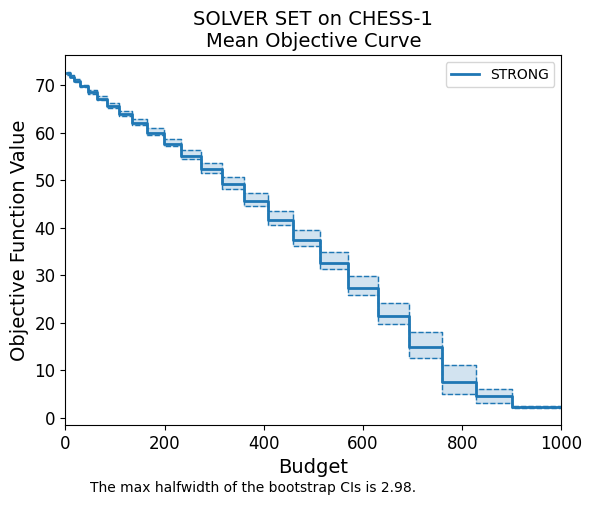 SOLVER SET on CHESS-1
Mean Objective Curve
STRONG
Objective Function Value
70
60
50
40
30
20
10
0
0 200 400 600 800 1000
Budget
The max halfwidth of the bootstrap CIs is 2.98.